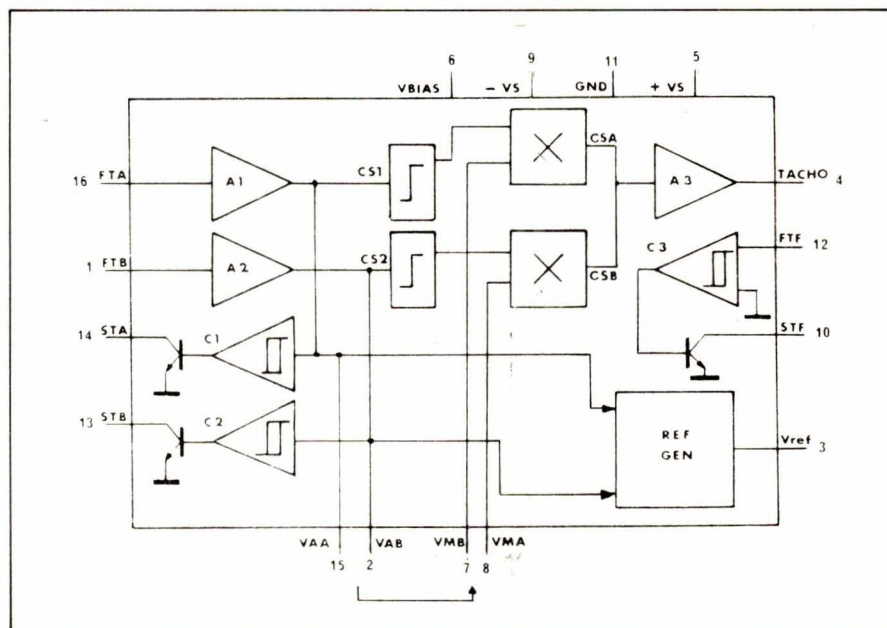 6 9 11 5
VBIAS - VS GND + VS
CSA
CS1
16 FTA A1 A3 TACHO 4
FTF 12
C3
1 FTB A2 CS2 CSB
14 STA C1 STF 10
13 STB C2 REF GEN Vref 3
VAA VAB VMB VMA
15 2 7 8